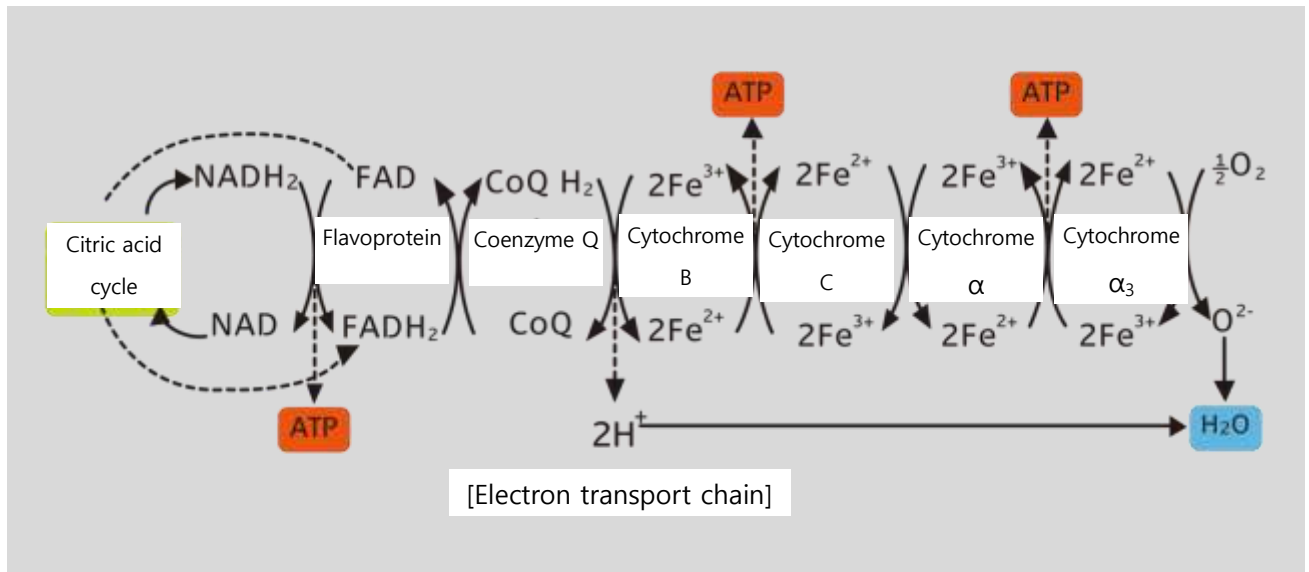 ATP ATP
NADH₂ FAD CoQ H₂ 2Fe³⁺ 2Fe²⁺ 2Fe³⁺ 2Fe²⁺ ½O₂
Citric acid
cycle
Flavoprotein
Coenzyme Q
Cytochrome
B
Cytochrome
C
Cytochrome
α
Cytochrome
α₃
NAD FADH₂ CoQ 2Fe²⁺ 2Fe³⁺ 2Fe²⁺ 2Fe³⁺ O²⁻
ATP 2H⁺ H₂O
[Electron transport chain]